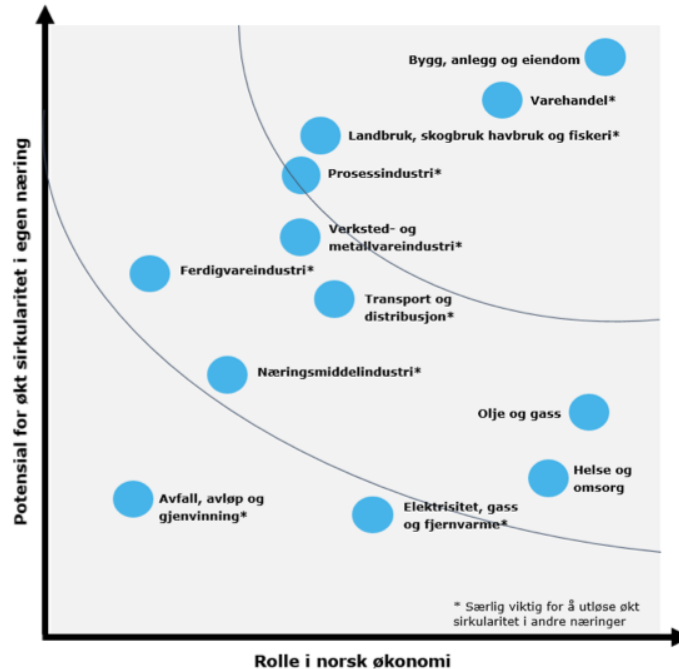 Potensial for økt sirkularitet i egen næring
Bygg, anlegg og eiendom
Varehandel*
Landbruk, skogbruk havbruk og fiskeri*
Prosessindustri*
Verksted- og
metallvareindustri*
Ferdigvareindustri*
Transport og
distribusjon*
Næringsmiddelindustri*
Olje og gass
Helse og
omsorg
Avfall, avløp og
gjenvinning*
Elektrisitet, gass
og fjernvarme*
* Særlig viktig for å utløse økt
sirkularitet i andre næringer
Rolle i norsk økonomi